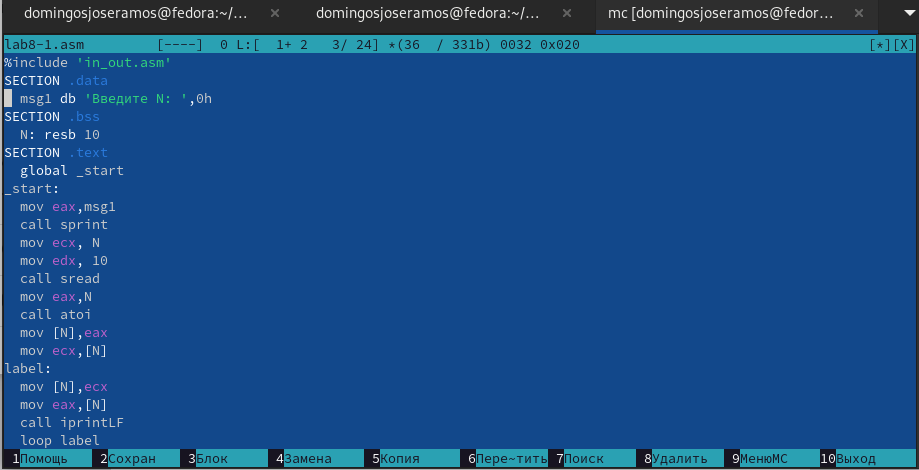 domingosjoseramos@fedora:~/... × domingosjoseramos@fedora:~/... × mc [domingosjoseramos@fedor... ×
lab8-1.asm [----] 0 L:[ 1+ 2 3/ 24] *(36 / 331b) 0032 0x020 [*][X]
%include 'in_out.asm'
SECTION .data
msg1 db 'Введите N: ',0h
SECTION .bss
N: resb 10
SECTION .text
global _start
_start:
mov eax,msg1
call sprint
mov ecx, N
mov edx, 10
call sread
mov eax,N
call atoi
mov [N],eax
mov ecx,[N]
label:
mov [N],ecx
mov eax,[N]
call iprintLF
loop label
1Помощь 2Сохран 3Блок 4Замена 5Копия 6Пере~тить 7Поиск 8Удалить 9МенюMC 10Выход